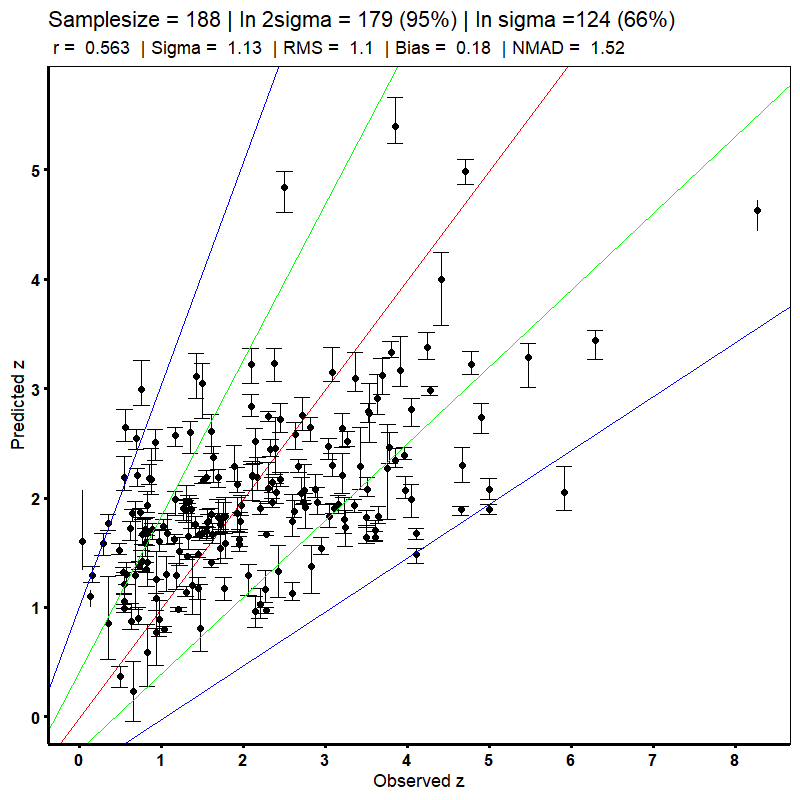 Samplesize = 188 | In 2sigma = 179 (95%) | In sigma =124 (66%)
r = 0.563 | Sigma = 1.13 | RMS = 1.1 | Bias = 0.18 | NMAD = 1.52
Predicted z
5
4
3
2
1
0
0 1 2 3 4 5 6 7 8
Observed z